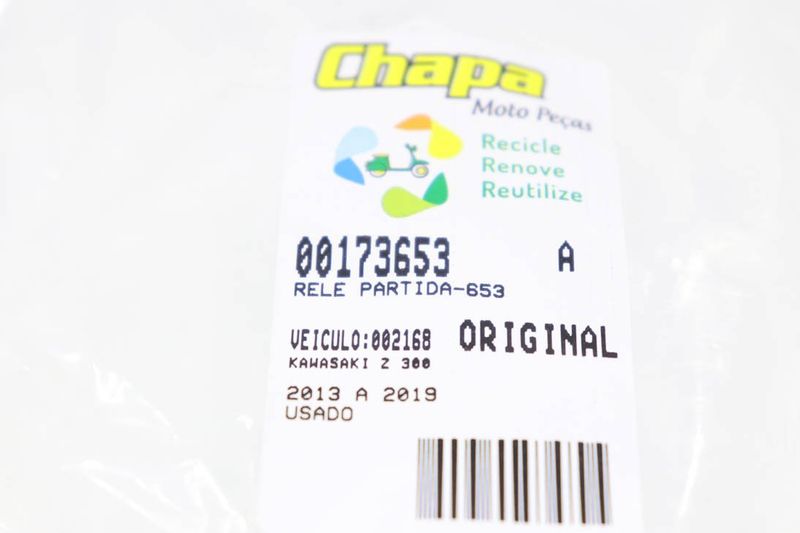 Chapa
Moto Peças
Recicle
Renove
Reutilize
00173653 A
RELE PARTIDA-653
VEICULO:002168 ORIGINAL
KAWASAKI Z 300
2013 A 2019
USADO